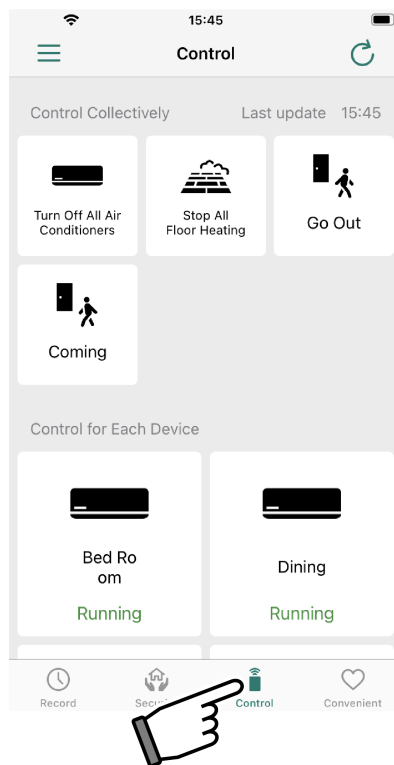 15:45
Control
Control Collectively Last update 15:45
Turn Off All Air
Conditioners
Stop All
Floor Heating
Go Out
Coming
Control for Each Device
Bed Ro
om
Running
Dining
Running
Record
Control
Convenient